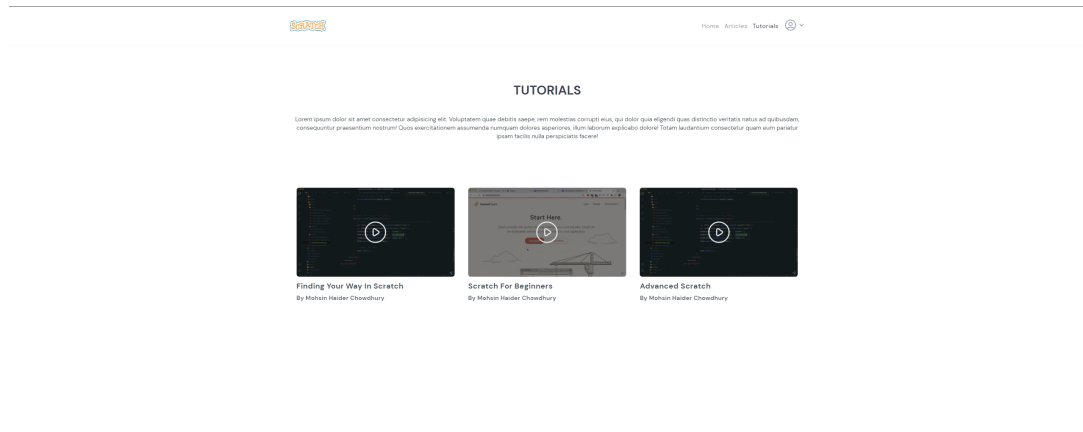 SCRATCH
Home Articles Tutorials
TUTORIALS
Lorem ipsum dolor sit amet consectetur adipisicing elit. Voluptatem quae debitis saepe, rem molestias corrupti eius, qui dolor quia eligendi quas distinctio veritatis natus ad quibusdam,
consequuntur praesentium nostrum! Quos exercitationem assumenda numquam dolores asperiores, illum laborum explicabo dolore! Totam laudantium consectetur quam eum pariatur
ipsam facilis nulla perspiciatis facere!
Start Here.
Finding Your Way In Scratch
Scratch For Beginners
Advanced Scratch
By Mohsin Haider Chowdhury
By Mohsin Haider Chowdhury
By Mohsin Haider Chowdhury